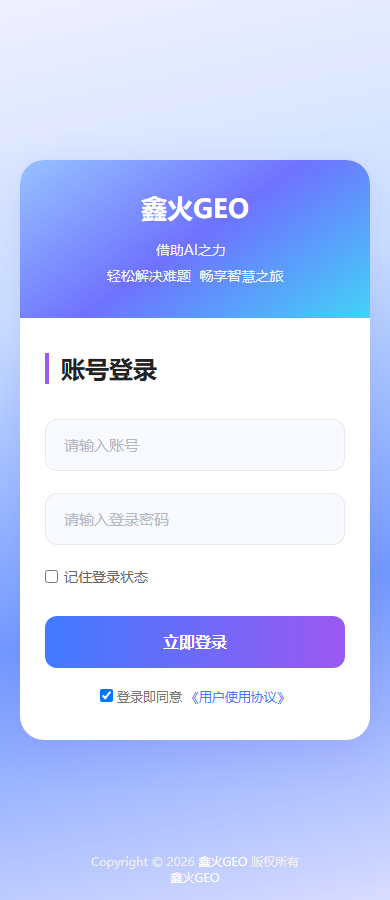 鑫火GEO
借助AI之力
轻松解决难题 畅享智慧之旅
账号登录
请输入账号
请输入登录密码
记住登录状态
立即登录
登录即同意 《用户使用协议》
Copyright © 2026 鑫火GEO 版权所有
鑫火GEO